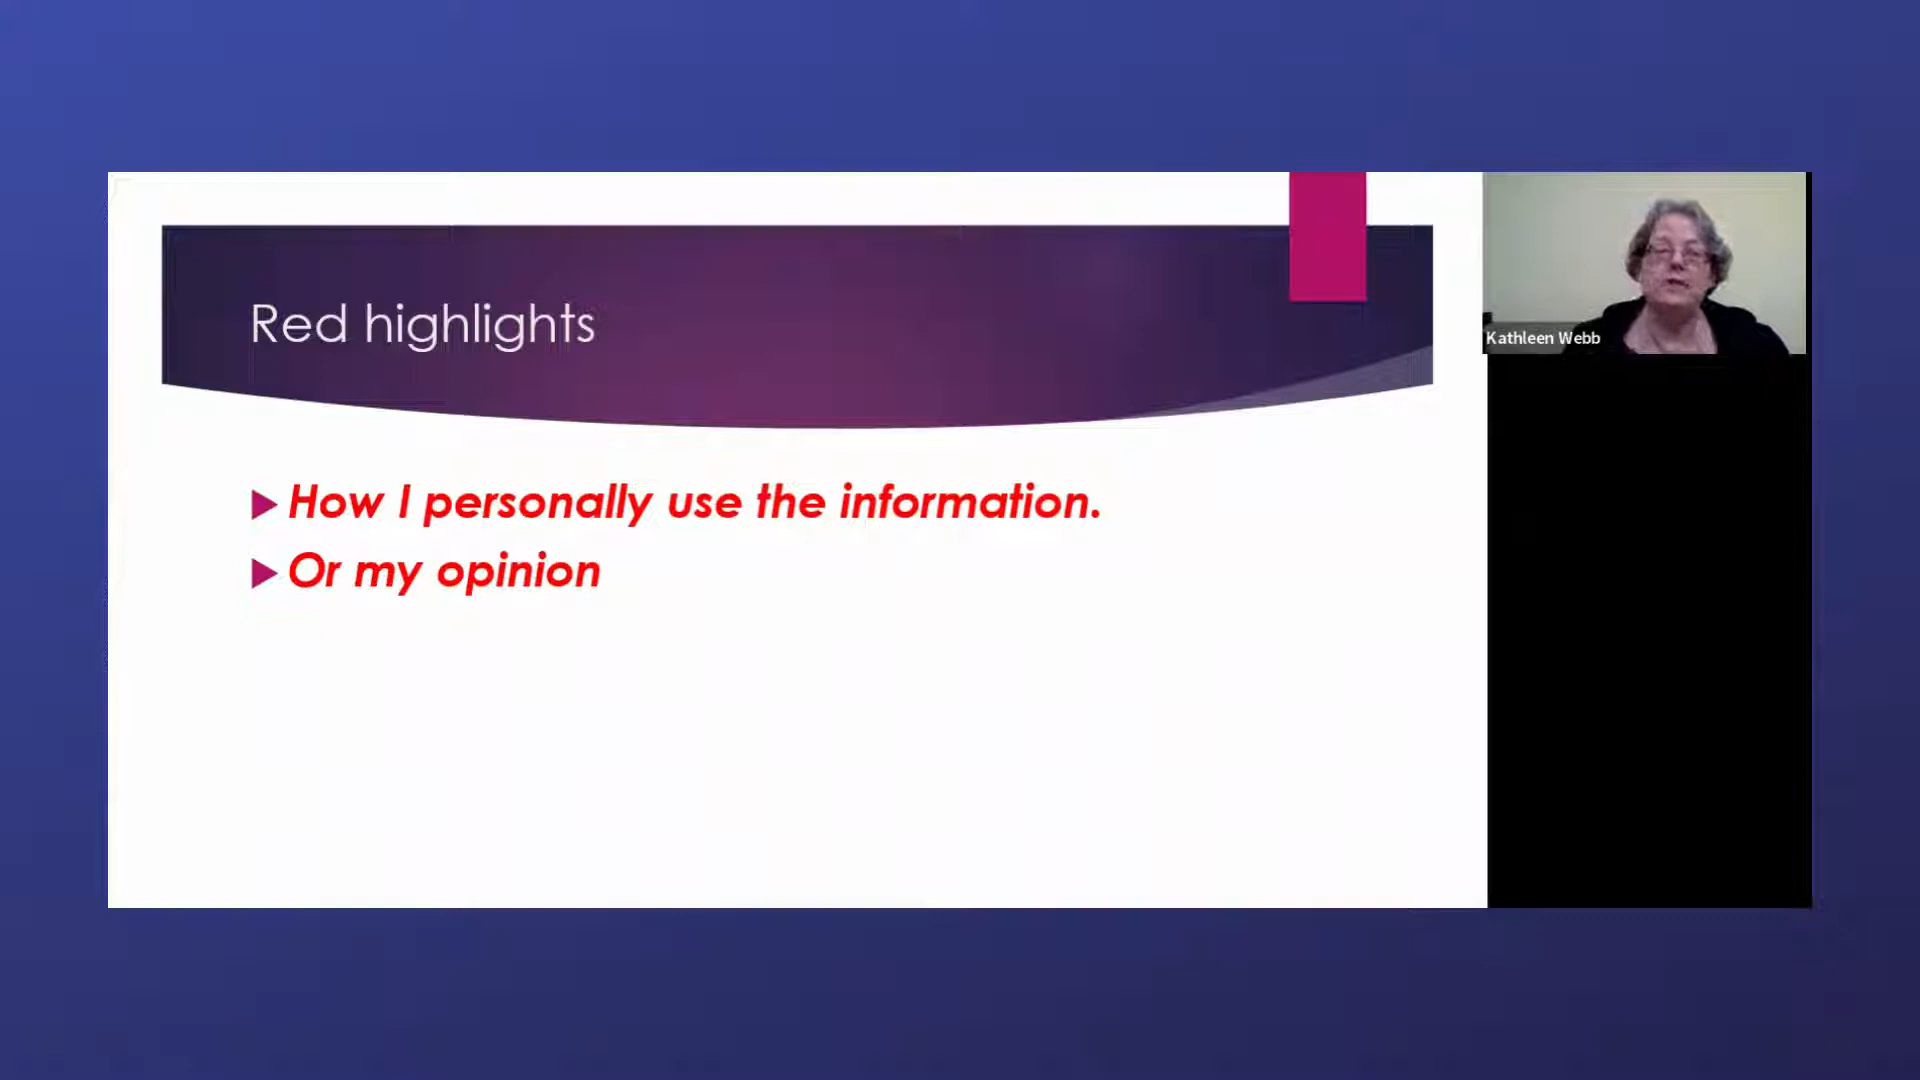 Red highlights
How I personally use the information.
Or my opinion
Kathleen Webb